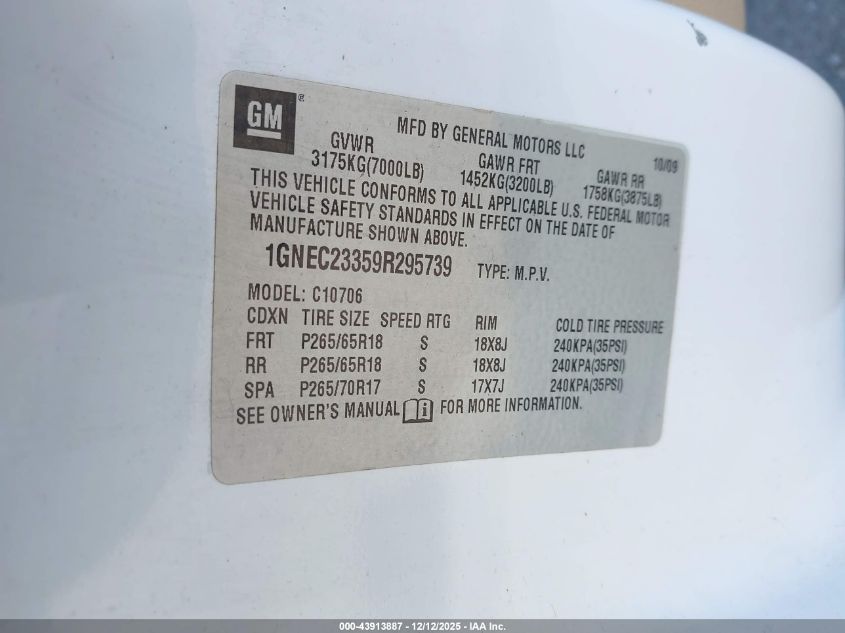 GM ®
MFD BY GENERAL MOTORS LLC
10/09
GVWR GAWR FRT GAWR RR
3175KG(7000LB) 1452KG(3200LB) 1758KG(3875LB)
THIS VEHICLE CONFORMS TO ALL APPLICABLE U.S. FEDERAL MOTOR
VEHICLE SAFETY STANDARDS IN EFFECT ON THE DATE OF
MANUFACTURE SHOWN ABOVE.
1GNEC23359R295739 TYPE: M.P.V.
MODEL: C10706
CDXN TIRE SIZE SPEED RTG RIM COLD TIRE PRESSURE
FRT P265/65R18 S 18X8J 240KPA(35PSI)
RR P265/65R18 S 18X8J 240KPA(35PSI)
SPA P265/70R17 S 17X7J 240KPA(35PSI)
SEE OWNER'S MANUAL i FOR MORE INFORMATION.
000-43913887 - 12/12/2025 - IAA Inc.